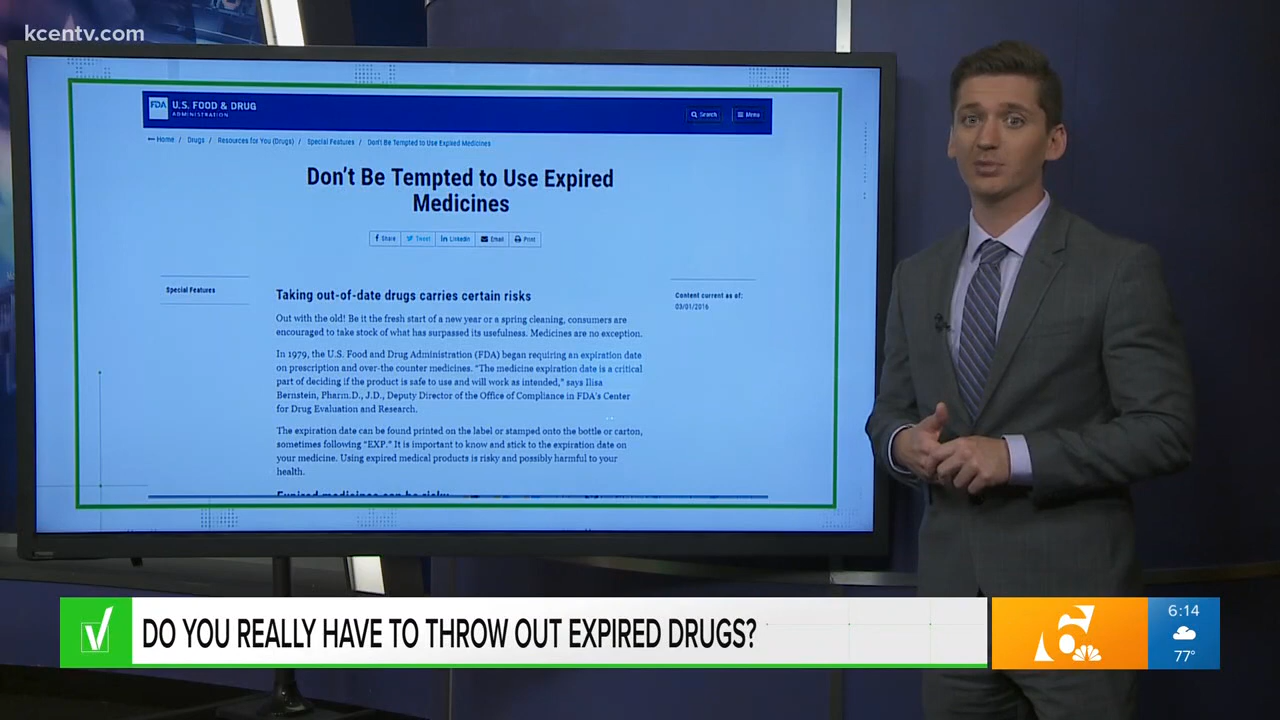 kcentv.com
FDA U.S. FOOD & DRUG
ADMINISTRATION
Search
Menu
Home / Drugs / Resources for You (Drugs) / Special Features / Don't Be Tempted to Use Expired Medicines
Don't Be Tempted to Use Expired
Medicines
Share Tweet Linkedin Email Print
Special Features
Content current as of:
03/01/2016
Taking out-of-date drugs carries certain risks
Out with the old! Be it the fresh start of a new year or a spring cleaning, consumers are
encouraged to take stock of what has surpassed its usefulness. Medicines are no exception.
In 1979, the U.S. Food and Drug Administration (FDA) began requiring an expiration date
on prescription and over-the counter medicines. “The medicine expiration date is a critical
part of deciding if the product is safe to use and will work as intended,” says Ilisa
Bernstein, Pharm.D., J.D., Deputy Director of the Office of Compliance in FDA's Center
for Drug Evaluation and Research.
The expiration date can be found printed on the label or stamped onto the bottle or carton,
sometimes following “EXP.” It is important to know and stick to the expiration date on
your medicine. Using expired medical products is risky and possibly harmful to your
health.
Expired medicines can be risky
DO YOU REALLY HAVE TO THROW OUT EXPIRED DRUGS?
6
6:14
77°